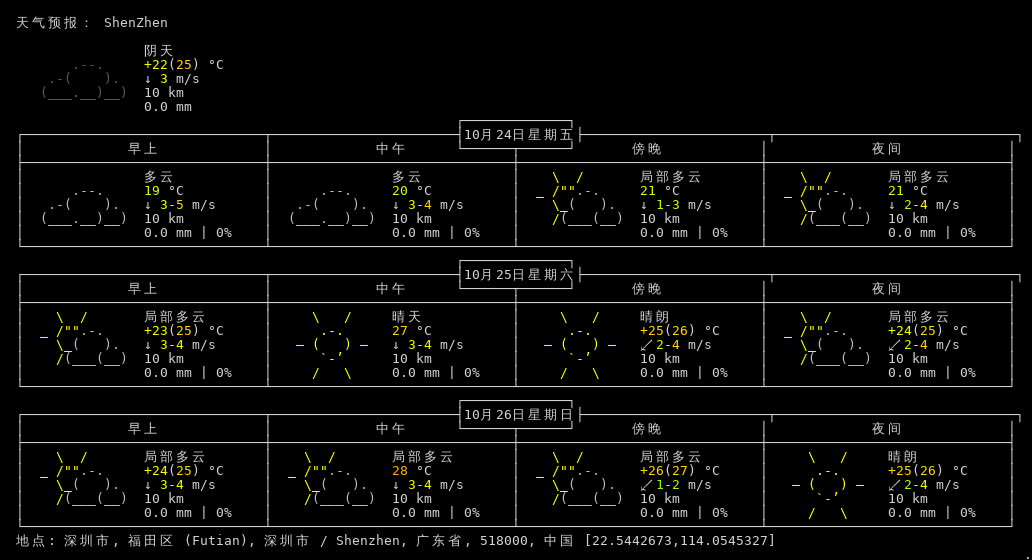 天气预报： ShenZhen
阴天
+22(25) °C
↓ 3 m/s
10 km
0.0 mm
10月24日星期五
早上 中午 傍晚 夜间
多云 多云 局部多云 局部多云
19 °C 20 °C 21 °C 21 °C
↓ 3-5 m/s ↓ 3-4 m/s ↓ 1-3 m/s ↓ 2-4 m/s
10 km 10 km 10 km 10 km
0.0 mm | 0% 0.0 mm | 0% 0.0 mm | 0% 0.0 mm | 0%
10月25日星期六
早上 中午 傍晚 夜间
局部多云 晴天 晴朗 局部多云
+23(25) °C 27 °C +25(26) °C +24(25) °C
↓ 3-4 m/s ↓ 3-4 m/s ↙ 2-4 m/s ↙ 2-4 m/s
10 km 10 km 10 km 10 km
0.0 mm | 0% 0.0 mm | 0% 0.0 mm | 0% 0.0 mm | 0%
10月26日星期日
早上 中午 傍晚 夜间
局部多云 局部多云 局部多云 晴朗
+24(25) °C 28 °C +26(27) °C +25(26) °C
↓ 3-4 m/s ↓ 3-4 m/s ↙ 1-2 m/s ↙ 2-4 m/s
10 km 10 km 10 km 10 km
0.0 mm | 0% 0.0 mm | 0% 0.0 mm | 0% 0.0 mm | 0%
地点: 深圳市, 福田区 (Futian), 深圳市 / Shenzhen, 广东省, 518000, 中国 [22.5442673,114.0545327]